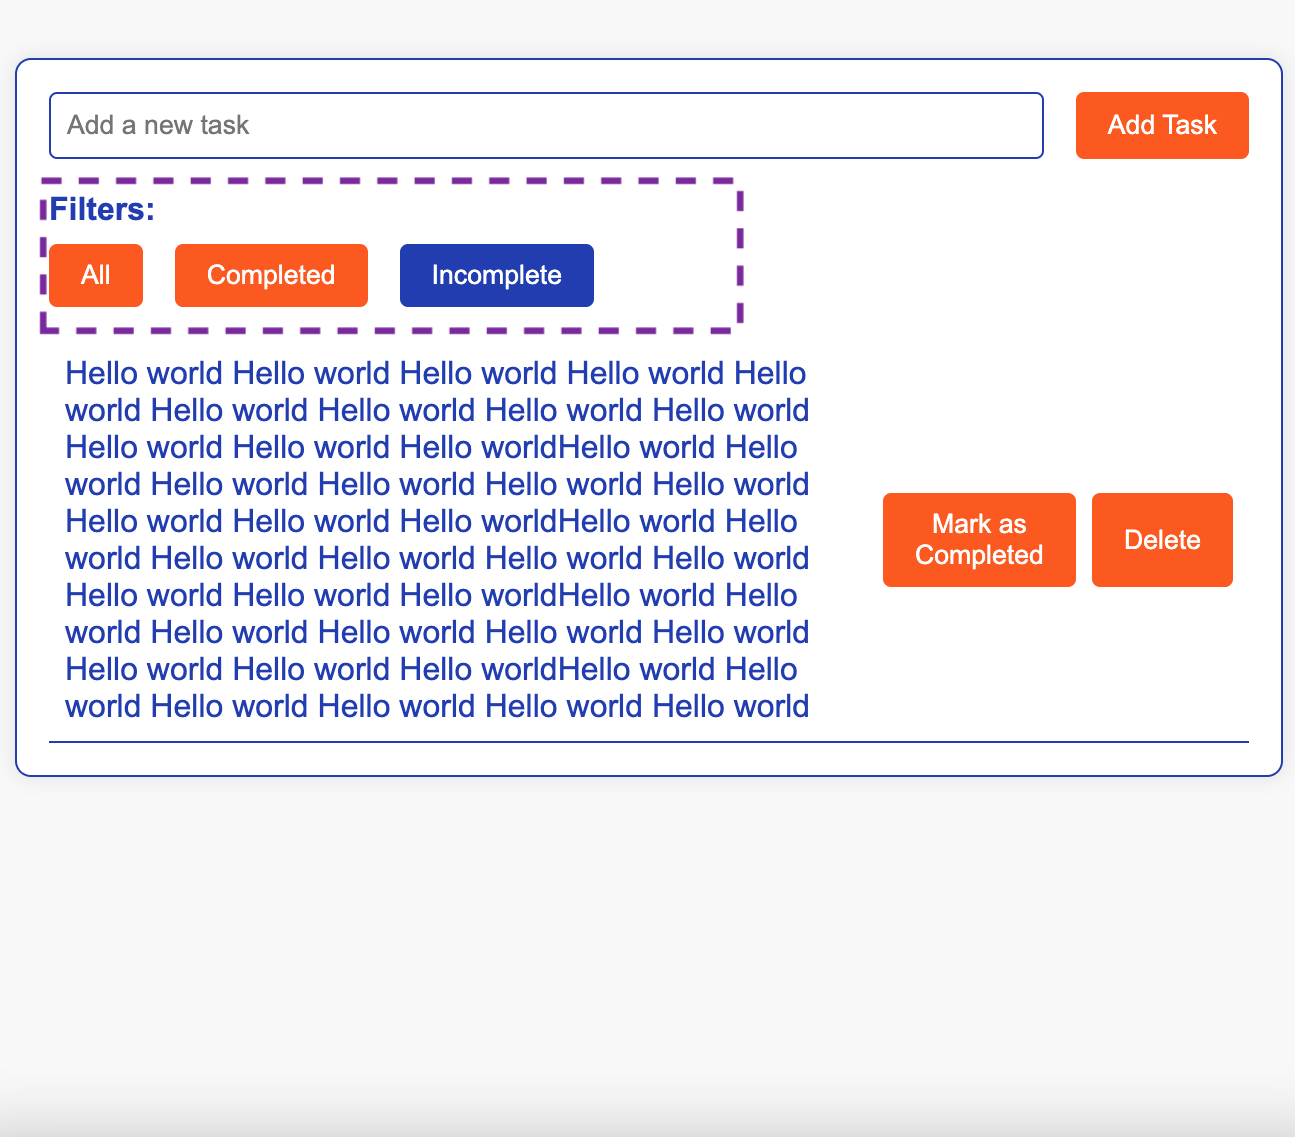 Add a new task
Add Task
Filters:
All
Completed
Incomplete
Hello world Hello world Hello world Hello world Hello
world Hello world Hello world Hello world Hello world
Hello world Hello world Hello worldHello world Hello
world Hello world Hello world Hello world Hello world
Hello world Hello world Hello worldHello world Hello
world Hello world Hello world Hello world Hello world
Hello world Hello world Hello worldHello world Hello
world Hello world Hello world Hello world Hello world
Hello world Hello world Hello worldHello world Hello
world Hello world Hello world Hello world Hello world
Mark as
Completed
Delete